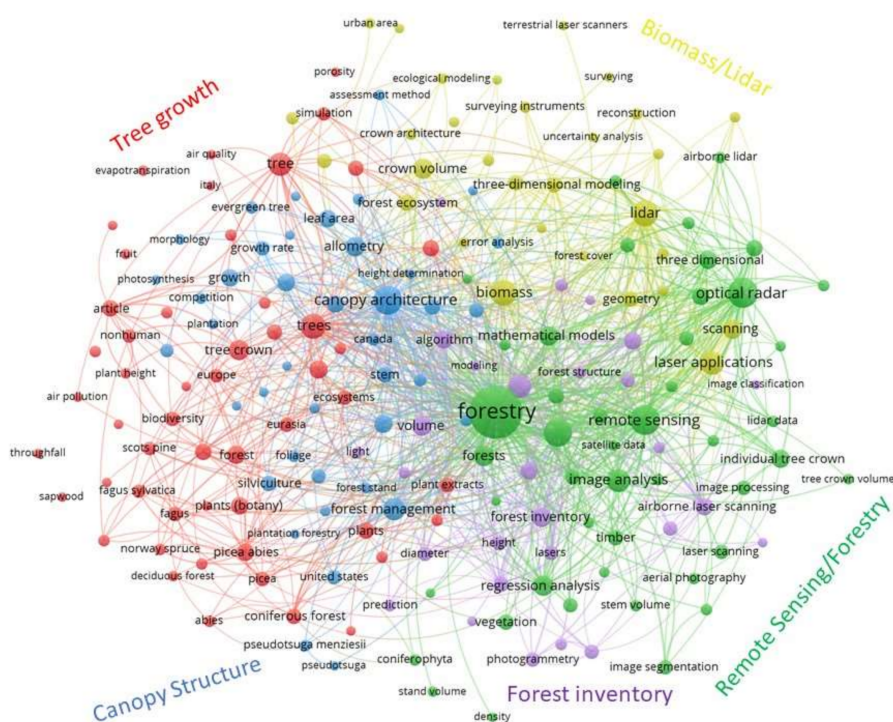 urban area
terrestrial laser scanners
Biomass/Lidar
Tree growth
porosity
ecological modeling
surveying
assessment method
simulation
surveying instruments
reconstruction
crown architecture
uncertainty analysis
air quality
tree
crown volume
airborne lidar
evapotranspiration
italy
three-dimensional modeling
evergreen tree
leaf area
forest ecosystem
lidar
morphology
growth rate
allometry
error analysis
fruit
forest cover
three dimensional
photosynthesis
growth
height determination
competition
canopy architecture
biomass
geometry
optical radar
article
plantation
trees
nonhuman
canada
algorithm
mathematical models
scanning
tree crown
plant height
europe
stem
modeling
forest structure
laser applications
image classification
air pollution
ecosystems
biodiversity
eurasia
volume
forestry
remote sensing
lidar data
scots pine
forest
foliage
light
forests
satellite data
throughfall
individual tree crown
sapwood
fagus sylvatica
silviculture
forest stand
plant extracts
image analysis
image processing
tree crown volume
fagus
plants (botany)
plantation forestry
forest management
forest inventory
airborne laser scanning
norway spruce
picea abies
plants
diameter
height
lasers
timber
laser scanning
deciduous forest
picea
united states
prediction
regression analysis
aerial photography
abies
coniferous forest
vegetation
stem volume
pseudotsuga menziesii
pseudotsuga
coniferophyta
photogrammetry
image segmentation
Remote Sensing/Forestry
Canopy Structure
stand volume
Forest inventory
density